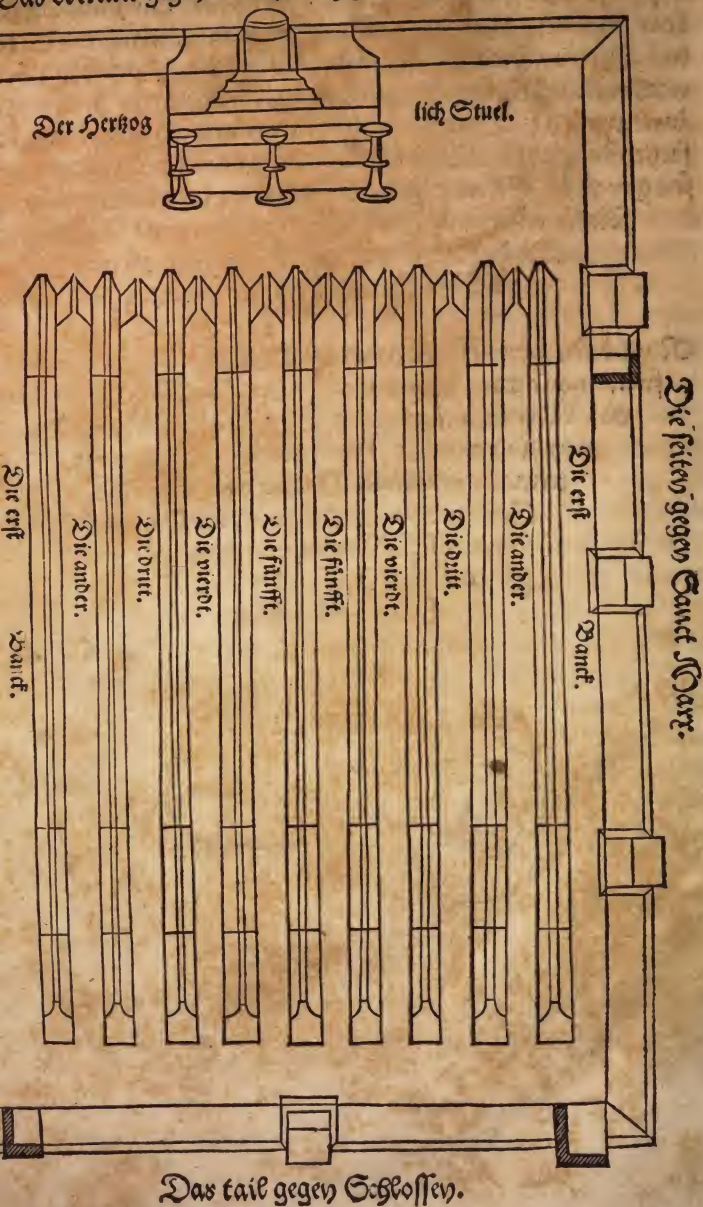 Der Hertzog
lich Stuel.
Die seiten gegen Sanct Marx.
Die erst Banck.
Die ander.
Die dritt.
Die vierdt.
Die fünfft.
Die fünfft.
Die vierdt.
Die dritt.
Die ander.
Die erst Banck.
Das tail gegen Schlossen.